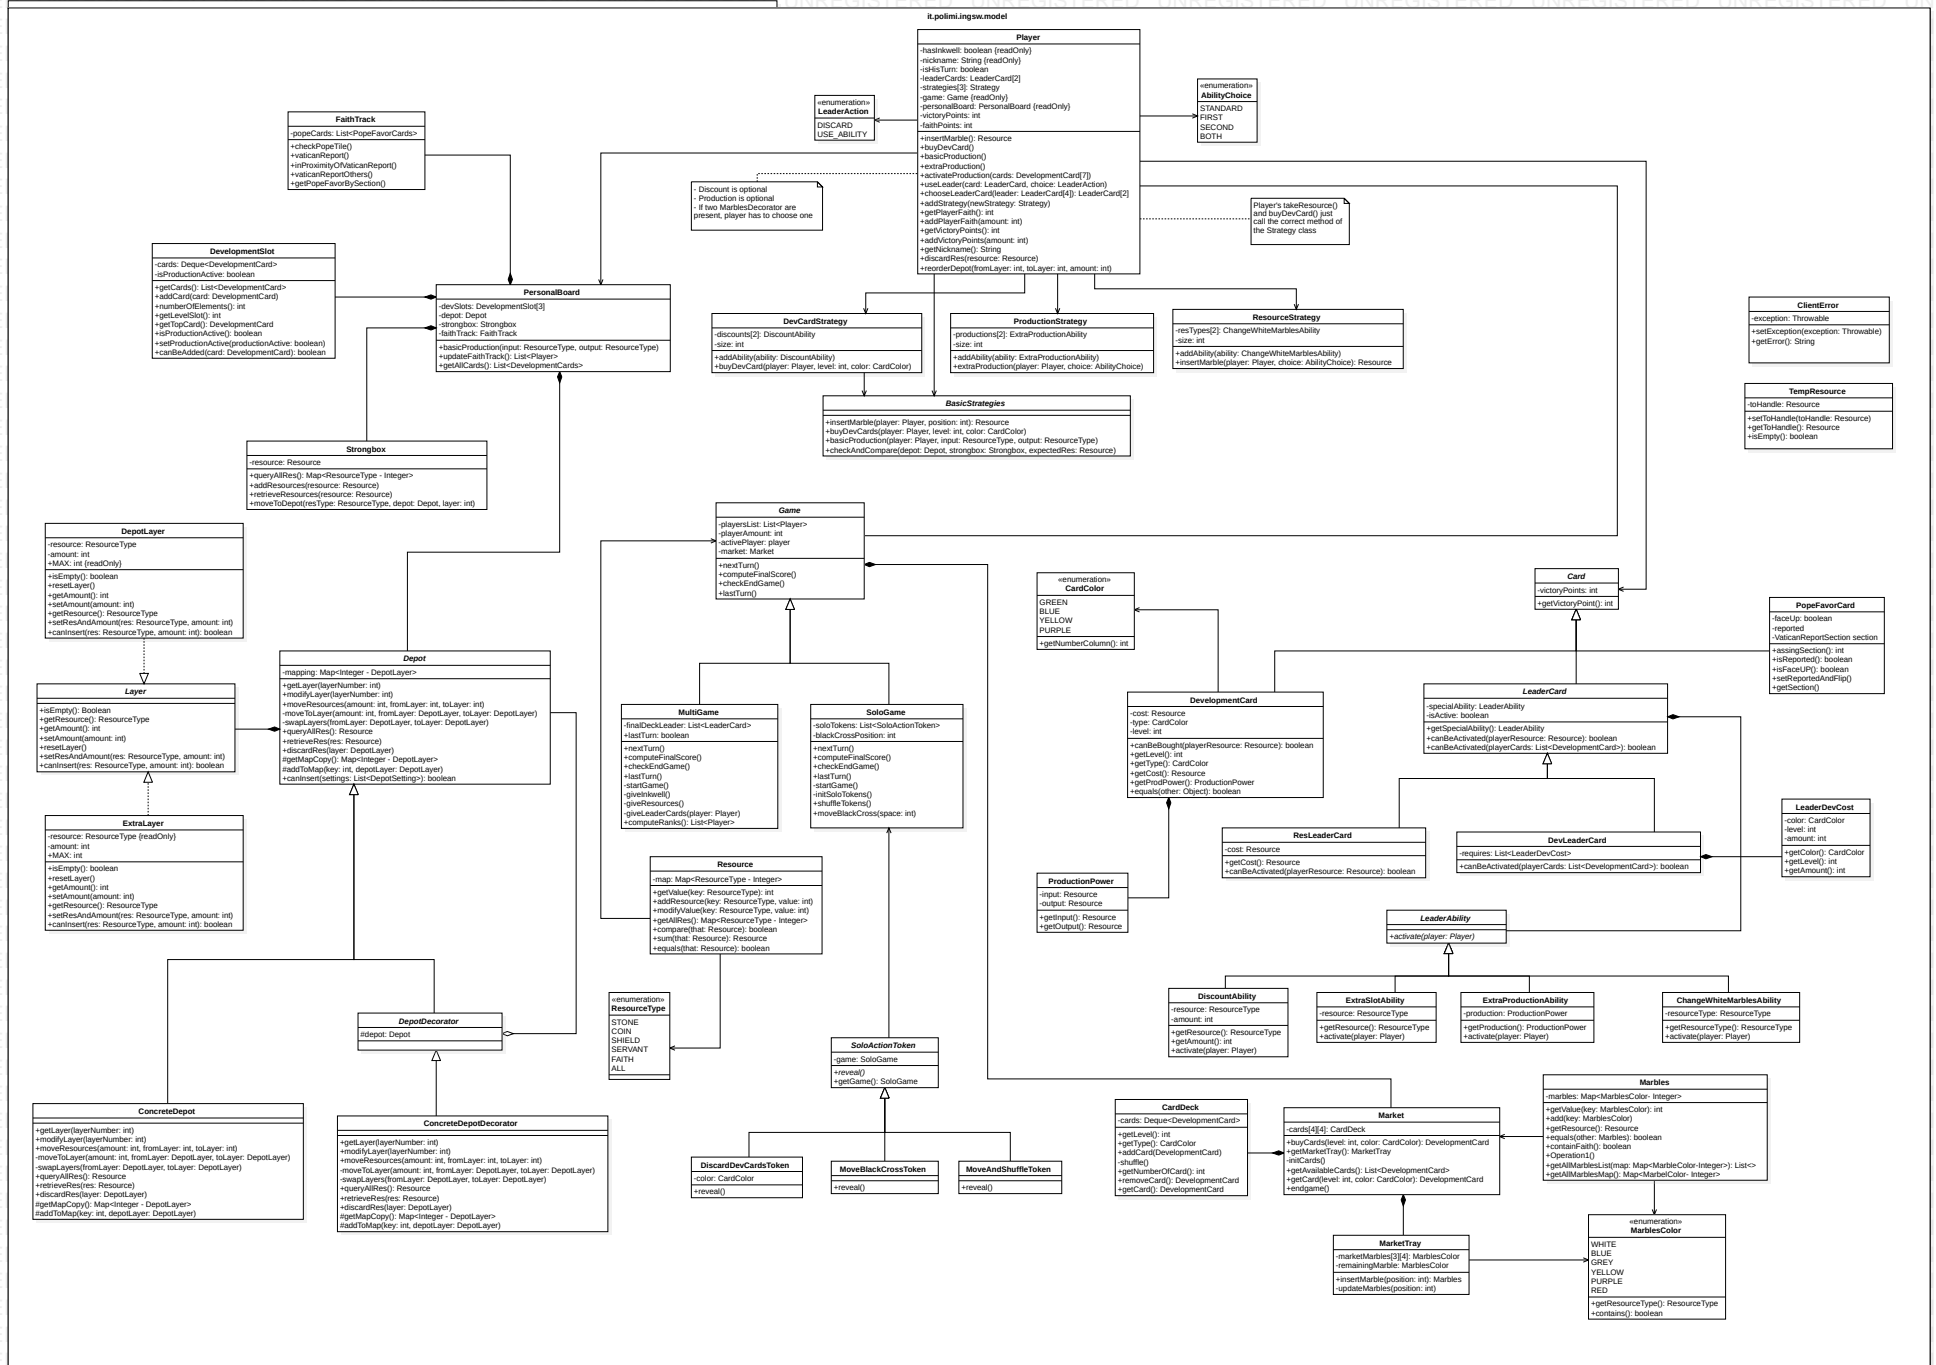 UNREGISTERED UNREGISTERED UNREGISTERED UNREGISTERED UNREGISTERED UNREGISTERED
it.polimi.ingsw.model
Player
-hasInkwell: boolean {readOnly}
-nickname: String {readOnly}
-isHisTurn: boolean
-leaderCards: LeaderCard[2]
-strategies[3]: Strategy
-game: Game {readOnly}
-personalBoard: PersonalBoard {readOnly}
-victoryPoints: int
-faithPoints: int
+insertMarble(): Resource
+buyDevCard()
+basicProduction()
+extraProduction()
+activateProduction(cards: DevelopmentCard[7])
+useLeader(card: LeaderCard, choice: LeaderAction)
+chooseLeaderCard(leader: LeaderCard[4]): LeaderCard[2]
+addStrategy(newStrategy: Strategy)
+getPlayerFaith(): int
+addPlayerFaith(amount: int)
+getVictoryPoints(): int
+addVictoryPoints(amount: int)
+getNickname(): String
+discardRes(resource: Resource)
+reorderDepot(fromLayer: int, toLayer: int, amount: int)
«enumeration»
LeaderAction
DISCARD
USE_ABILITY
«enumeration»
AbilityChoice
STANDARD
FIRST
SECOND
BOTH
FaithTrack
-popeCards: List<PopeFavorCards>
+checkPopeTile()
+vaticanReport()
+inProximityOfVaticanReport()
+vaticanReportOthers()
+getPopeFavorBySection()
- Discount is optional
- Production is optional
- If two MarblesDecorator are
present, player has to choose one
Player's takeResource()
and buyDevCard() just
call the correct method of
the Strategy class
DevelopmentSlot
-cards: Deque<DevelopmentCard>
-isProductionActive: boolean
+getCards(): List<DevelopmentCard>
+addCard(card: DevelopmentCard)
+numberOfElements(): int
+getLevelSlot(): int
+getTopCard(): DevelopmentCard
+isProductionActive(): boolean
+setProductionActive(productionActive: boolean)
+canBeAdded(card: DevelopmentCard): boolean
PersonalBoard
-devSlots: DevelopmentSlot[3]
-depot: Depot
-strongbox: Strongbox
-faithTrack: FaithTrack
+basicProduction(input: ResourceType, output: ResourceType)
+updateFaithTrack(): List<Player>
+getAllCards(): List<DevelopmentCards>
DevCardStrategy
-discounts[2]: DiscountAbility
-size: int
+addAbility(ability: DiscountAbility)
+buyDevCard(player: Player, level: int, color: CardColor)
ProductionStrategy
-productions[2]: ExtraProductionAbility
-size: int
+addAbility(ability: ExtraProductionAbility)
+extraProduction(player: Player, choice: AbilityChoice)
ResourceStrategy
-resTypes[2]: ChangeWhiteMarblesAbility
-size: int
+addAbility(ability: ChangeWhiteMarblesAbility)
+insertMarble(player: Player, choice: AbilityChoice): Resource
ClientError
-exception: Throwable
+setException(exception: Throwable)
+getError(): String
TempResource
-toHandle: Resource
+setToHandle(toHandle: Resource)
+getToHandle(): Resource
+isEmpty(): boolean
BasicStrategies
+insertMarble(player: Player, position: int): Resource
+buyDevCards(player: Player, level: int, color: CardColor)
+basicProduction(player: Player, input: ResourceType, output: ResourceType)
+checkAndCompare(depot: Depot, strongbox: Strongbox, expectedRes: Resource)
Strongbox
-resource: Resource
+queryAllRes(): Map<ResourceType - Integer>
+addResources(resource: Resource)
+retrieveResources(resource: Resource)
+moveToDepot(resType: ResourceType, depot: Depot, layer: int)
Game
-playersList: List<Player>
-playerAmount: int
-activePlayer: player
-market: Market
+nextTurn()
+computeFinalScore()
+checkEndGame()
+lastTurn()
DepotLayer
-resource: ResourceType
-amount: int
+MAX: int {readOnly}
+isEmpty(): boolean
+resetLayer()
+getAmount(): int
+setAmount(amount: int)
+getResource(): ResourceType
+setResAndAmount(res: ResourceType, amount: int)
+canInsert(res: ResourceType, amount: int): boolean
«enumeration»
CardColor
GREEN
BLUE
YELLOW
PURPLE
+getNumberColumn(): int
Card
-victoryPoints: int
+getVictoryPoint(): int
PopeFavorCard
-faceUp: boolean
-reported
-VaticanReportSection section
+assingSection(): int
+isReported(): boolean
+isFaceUP(): boolean
+setReportedAndFlip()
+getSection()
Layer
+isEmpty(): Boolean
+getResource(): ResourceType
+getAmount(): int
+setAmount(amount: int)
+resetLayer()
+setResAndAmount(res: ResourceType, amount: int)
+canInsert(res: ResourceType, amount: int): boolean
Depot
-mapping: Map<Integer - DepotLayer>
+getLayer(layerNumber: int)
+modifyLayer(layerNumber: int)
+moveResources(amount: int, fromLayer: int, toLayer: int)
-moveToLayer(amount: int, fromLayer: DepotLayer, toLayer: DepotLayer)
-swapLayers(fromLayer: DepotLayer, toLayer: DepotLayer)
+queryAllRes(): Resource
+retrieveRes(res: Resource)
+discardRes(layer: DepotLayer)
#getMapCopy(): Map<Integer - DepotLayer>
#addToMap(key: int, depotLayer: DepotLayer)
+canInsert(settings: List<DepotSetting>): boolean
MultiGame
-finalDeckLeader: List<LeaderCard>
+lastTurn: boolean
+nextTurn()
+computeFinalScore()
+checkEndGame()
+lastTurn()
-startGame()
-giveInkwell()
-giveResources()
-giveLeaderCards(player: Player)
+computeRanks(): List<Player>
SoloGame
-soloTokens: List<SoloActionToken>
-blackCrossPosition: int
+nextTurn()
+computeFinalScore()
+checkEndGame()
+lastTurn()
-startGame()
-initSoloTokens()
+shuffleTokens()
+moveBlackCross(space: int)
DevelopmentCard
-cost: Resource
-type: CardColor
-level: int
+canBeBought(playerResource: Resource): boolean
+getLevel(): int
+getType(): CardColor
+getCost(): Resource
+getProdPower(): ProductionPower
+equals(other: Object): boolean
LeaderCard
-specialAbility: LeaderAbility
-isActive: boolean
+getSpecialAbility(): LeaderAbility
+canBeActivated(playerResource: Resource): boolean
+canBeActivated(playerCards: List<DevelopmentCard>): boolean
ExtraLayer
-resource: ResourceType {readOnly}
-amount: int
+MAX: int
+isEmpty(): boolean
+resetLayer()
+getAmount(): int
+setAmount(amount: int)
+getResource(): ResourceType
+setResAndAmount(res: ResourceType, amount: int)
+canInsert(res: ResourceType, amount: int): boolean
ResLeaderCard
-cost: Resource
+getCost(): Resource
+canBeActivated(playerResource: Resource): boolean
DevLeaderCard
-requires: List<LeaderDevCost>
+canBeActivated(playerCards: List<DevelopmentCard>): boolean
LeaderDevCost
-color: CardColor
-level: int
-amount: int
+getColor(): CardColor
+getLevel(): int
+getAmount(): int
Resource
-map: Map<ResourceType - Integer>
+getValue(key: ResourceType): int
+addResource(key: ResourceType, value: int)
+modifyValue(key: ResourceType, value: int)
+getAllRes(): Map<ResourceType - Integer>
+compare(that: Resource): boolean
+sum(that: Resource): Resource
+equals(that: Resource): boolean
ProductionPower
-input: Resource
-output: Resource
+getInput(): Resource
+getOutput(): Resource
LeaderAbility
+activate(player: Player)
«enumeration»
ResourceType
STONE
COIN
SHIELD
SERVANT
FAITH
ALL
DiscountAbility
-resource: ResourceType
-amount: int
+getResource(): ResourceType
+getAmount(): int
+activate(player: Player)
ExtraSlotAbility
-resource: ResourceType
+getResource(): ResourceType
+activate(player: Player)
ExtraProductionAbility
-production: ProductionPower
+getProduction(): ProductionPower
+activate(player: Player)
ChangeWhiteMarblesAbility
-resourceType: ResourceType
+getResourceType(): ResourceType
+activate(player: Player)
DepotDecorator
#depot: Depot
SoloActionToken
-game: SoloGame
+reveal()
+getGame(): SoloGame
ConcreteDepot
+getLayer(layerNumber: int)
+modifyLayer(layerNumber: int)
+moveResources(amount: int, fromLayer: int, toLayer: int)
-moveToLayer(amount: int, fromLayer: DepotLayer, toLayer: DepotLayer)
-swapLayers(fromLayer: DepotLayer, toLayer: DepotLayer)
+queryAllRes(): Resource
+retrieveRes(res: Resource)
+discardRes(layer: DepotLayer)
#getMapCopy(): Map<Integer - DepotLayer>
#addToMap(key: int, depotLayer: DepotLayer)
ConcreteDepotDecorator
+getLayer(layerNumber: int)
+modifyLayer(layerNumber: int)
+moveResources(amount: int, fromLayer: int, toLayer: int)
-moveToLayer(amount: int, fromLayer: DepotLayer, toLayer: DepotLayer)
-swapLayers(fromLayer: DepotLayer, toLayer: DepotLayer)
+queryAllRes(): Resource
+retrieveRes(res: Resource)
+discardRes(layer: DepotLayer)
#getMapCopy(): Map<Integer - DepotLayer>
#addToMap(key: int, depotLayer: DepotLayer)
DiscardDevCardsToken
-color: CardColor
+reveal()
MoveBlackCrossToken
+reveal()
MoveAndShuffleToken
+reveal()
CardDeck
-cards: Deque<DevelopmentCard>
+getLevel(): int
+getType(): CardColor
+addCard(DevelopmentCard)
-shuffle()
+getNumberOfCard(): int
+removeCard(): DevelopmentCard
+getCard(): DevelopmentCard
Market
-cards[4][4]: CardDeck
+buyCards(level: int, color: CardColor): DevelopmentCard
+getMarketTray(): MarketTray
-initCards()
+getAvailableCards(): List<DevelopmentCard>
+getCard(level: int, color: CardColor): DevelopmentCard
+endgame()
Marbles
-marbles: Map<MarblesColor- Integer>
+getValue(key: MarblesColor): int
+add(key: MarblesColor)
+getResource(): Resource
+equals(other: Marbles): boolean
+containFaith(): boolean
+Operation1()
+getAllMarblesList(map: Map<MarbleColor-Integer>): List<>
+getAllMarblesMap(): Map<MarbelColor- Integer>
MarketTray
-marketMarbles[3][4]: MarblesColor
-remainingMarble: MarblesColor
+insertMarble(position: int): Marbles
-updateMarbles(position: int)
«enumeration»
MarblesColor
WHITE
BLUE
GREY
YELLOW
PURPLE
RED
+getResourceType(): ResourceType
+contains(): boolean